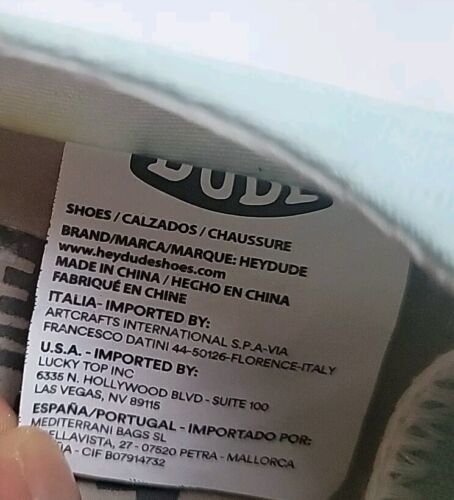 DUDE
SHOES / CALZADOS / CHAUSSURE
BRAND/MARCA/MARQUE: HEYDUDE
www.heydudeshoes.com
MADE IN CHINA / HECHO EN CHINA
FABRIQUÉ EN CHINE
ITALIA- IMPORTED BY:
ARTCRAFTS INTERNATIONAL S.P.A-VIA
FRANCESCO DATINI 44-50126-FLORENCE-ITALY
U.S.A. - IMPORTED BY:
LUCKY TOP INC
6335 N. HOLLYWOOD BLVD - SUITE 100
LAS VEGAS, NV 89115
ESPAÑA/PORTUGAL - IMPORTADO POR:
MEDITERRANI BAGS SL
ELLAVISTA, 27 - 07520 PETRA - MALLORCA
ÑA - CIF B07914732